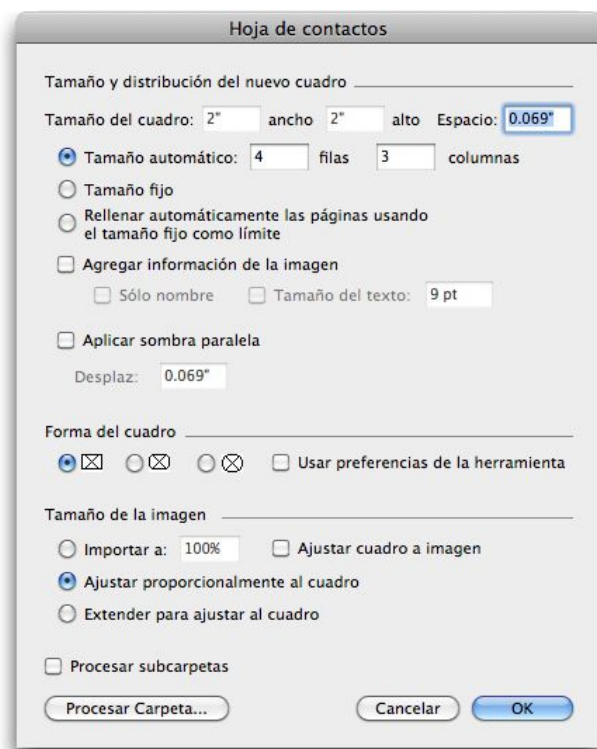 Hoja de contactos
Tamaño y distribución del nuevo cuadro
Tamaño del cuadro: 2" ancho 2" alto Espacio: 0.069"
Tamaño automático: 4 filas 3 columnas
Tamaño fijo
Rellenar automáticamente las páginas usando
el tamaño fijo como límite
Agregar información de la imagen
Sólo nombre Tamaño del texto: 9 pt
Aplicar sombra paralela
Desplaz: 0.069"
Forma del cuadro
Usar preferencias de la herramienta
Tamaño de la imagen
Importar a: 100% Ajustar cuadro a imagen
Ajustar proporcionalmente al cuadro
Extender para ajustar al cuadro
Procesar subcarpetas
Procesar Carpeta... Cancelar OK